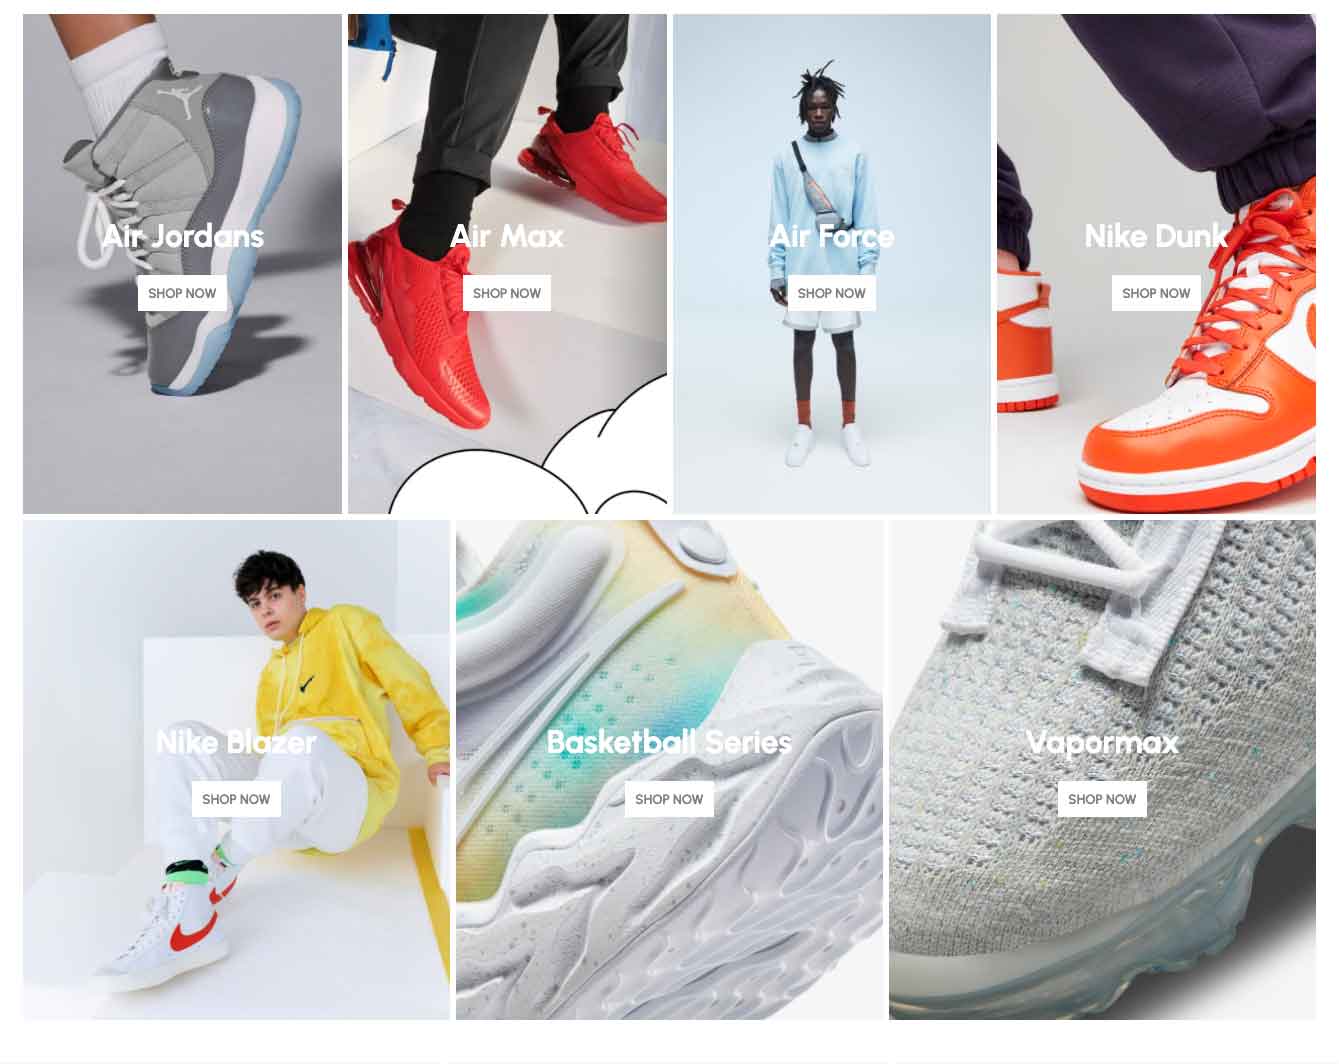 Air Jordans
SHOP NOW
Air Max
SHOP NOW
Air Force
SHOP NOW
Nike Dunk
SHOP NOW
Nike Blazer
SHOP NOW
Basketball Series
SHOP NOW
Vapormax
SHOP NOW